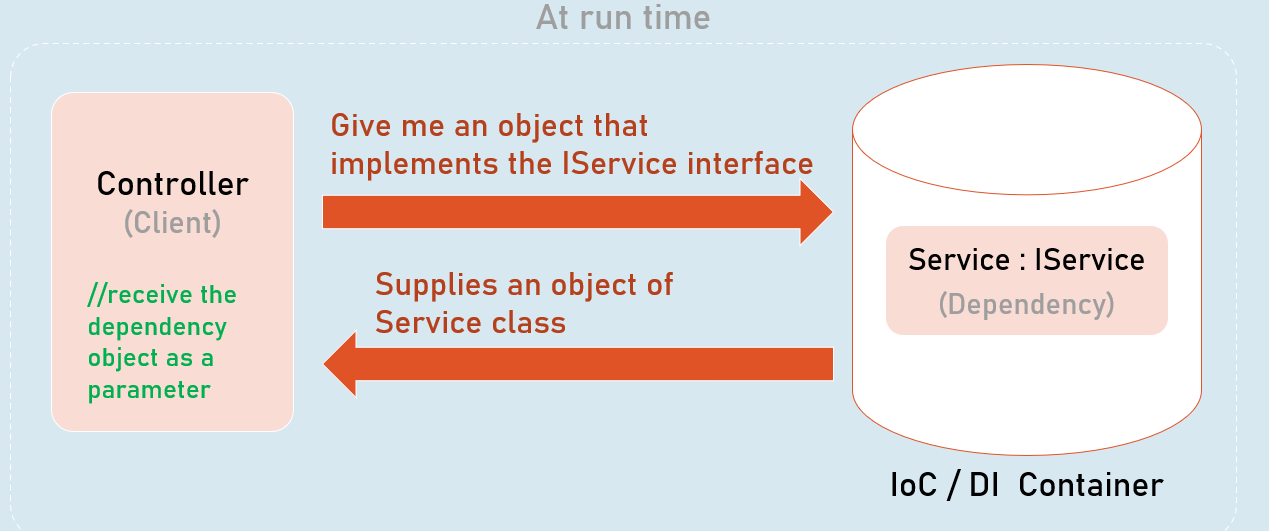 At run time
Controller
(Client)
//receive the
dependency
object as a
parameter
Give me an object that
implements the IService interface
Supplies an object of
Service class
Service : IService
(Dependency)
IoC / DI  Container